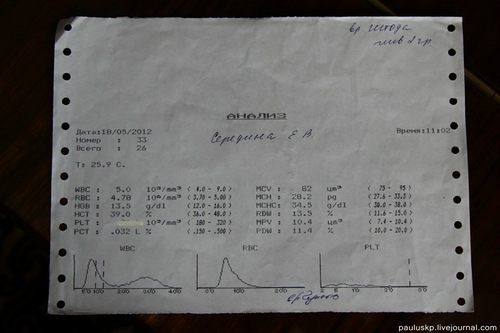 вр
АНАЛИЗ
Дата:18/05/2012 Середина Е В Время:11:02
Номер : 33
Всего : 26
Т: 25.9 С.
WBC : 5.0 10³/mm³ ( 4.0 - 9.0) MCV : 82 µm³ ( 75 - 95)
RBC : 4.78 10⁶/mm³ ( 3.70 - 5.00) MCH : 28.2 pg ( 27.6 - 33.2)
HGB : 13.5 g/dl (12.0 - 16.0) MCHC: 34.5 g/dl ( 30.0 - 38.0)
HCT : 39.0 % (36.0 - 48.0) RDW : 13.5 % (11.6 - 15.0)
PLT : 10³/mm³ ( 180 - 320) MPV : 10.4 µm³ ( 7.4 - 10.4)
PCT : .032 L % (.150 - .500) PDW : 11.4 % (10.0 - 20.0)
WBC RBC PLT
pauluskp.livejournal.com